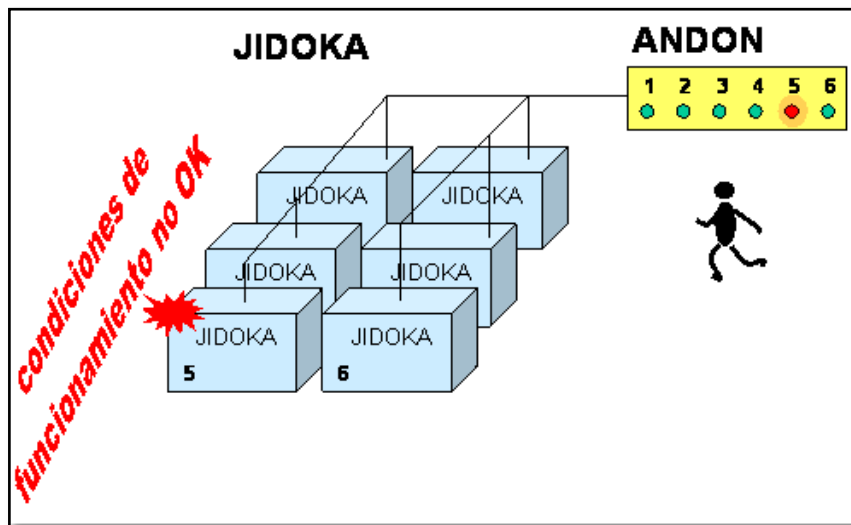 JIDOKA
ANDON
1 2 3 4 5 6
condiciones de
funcionamiento no OK
JIDOKA
JIDOKA
JIDOKA
JIDOKA
JIDOKA
5
JIDOKA
6